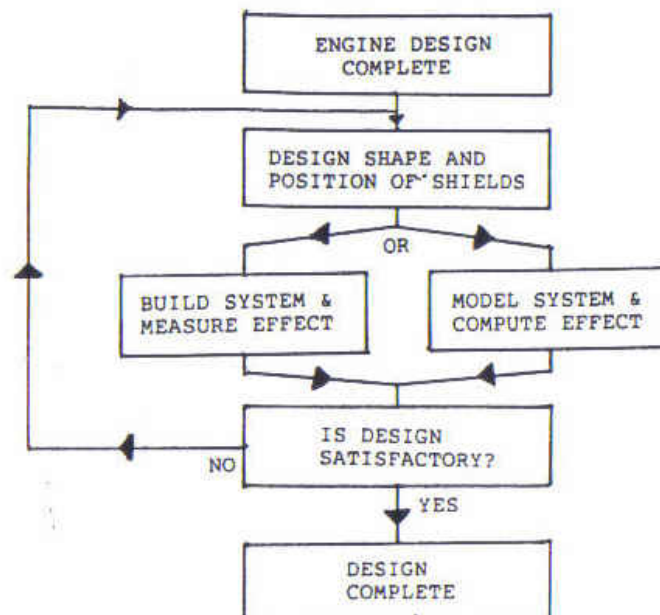 ENGINE DESIGN
COMPLETE
DESIGN SHAPE AND
POSITION OF SHIELDS
OR
BUILD SYSTEM &
MEASURE EFFECT
MODEL SYSTEM &
COMPUTE EFFECT
IS DESIGN
SATISFACTORY?
NO
YES
DESIGN
COMPLETE